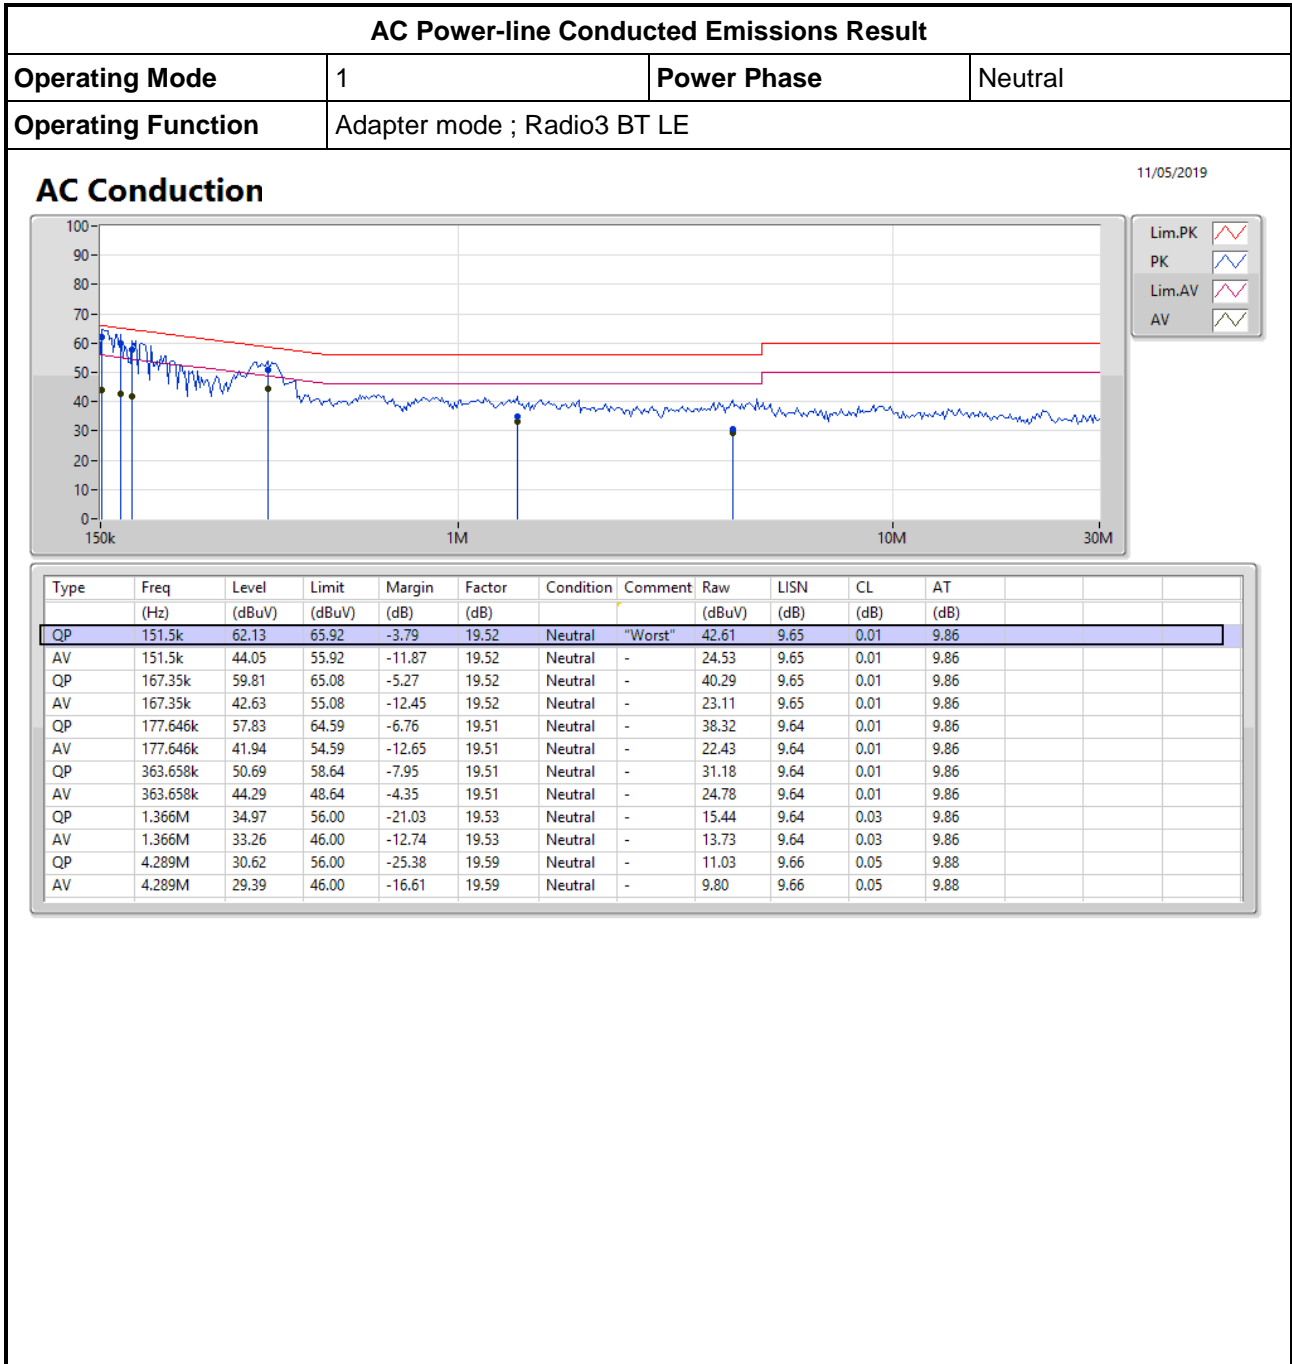 AC Power-line Conducted Emissions Result
Operating Mode 1 Power Phase Neutral
Operating Function Adapter mode ; Radio3 BT LE
11/05/2019
AC Conduction
100
90
80
70
60
50
40
30
20
10
0
150k 1M 10M 30M
Lim.PK
PK
Lim.AV
AV
Type Freq Level Limit Margin Factor Condition Comment Raw LISN CL AT
(Hz) (dBuV) (dBuV) (dB) (dB) (dBuV) (dB) (dB) (dB)
QP 151.5k 62.13 65.92 -3.79 19.52 Neutral "Worst" 42.61 9.65 0.01 9.86
AV 151.5k 44.05 55.92 -11.87 19.52 Neutral - 24.53 9.65 0.01 9.86
QP 167.35k 59.81 65.08 -5.27 19.52 Neutral - 40.29 9.65 0.01 9.86
AV 167.35k 42.63 55.08 -12.45 19.52 Neutral - 23.11 9.65 0.01 9.86
QP 177.646k 57.83 64.59 -6.76 19.51 Neutral - 38.32 9.64 0.01 9.86
AV 177.646k 41.94 54.59 -12.65 19.51 Neutral - 22.43 9.64 0.01 9.86
QP 363.658k 50.69 58.64 -7.95 19.51 Neutral - 31.18 9.64 0.01 9.86
AV 363.658k 44.29 48.64 -4.35 19.51 Neutral - 24.78 9.64 0.01 9.86
QP 1.366M 34.97 56.00 -21.03 19.53 Neutral - 15.44 9.64 0.03 9.86
AV 1.366M 33.26 46.00 -12.74 19.53 Neutral - 13.73 9.64 0.03 9.86
QP 4.289M 30.62 56.00 -25.38 19.59 Neutral - 11.03 9.66 0.05 9.88
AV 4.289M 29.39 46.00 -16.61 19.59 Neutral - 9.80 9.66 0.05 9.88